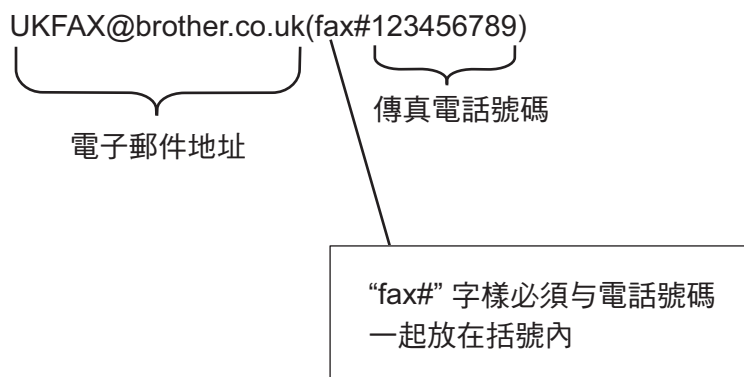 UKFAX@brother.co.uk(fax#123456789)
傳真電話號碼
電子郵件地址
“fax#” 字樣必須与電話號碼
一起放在括號內